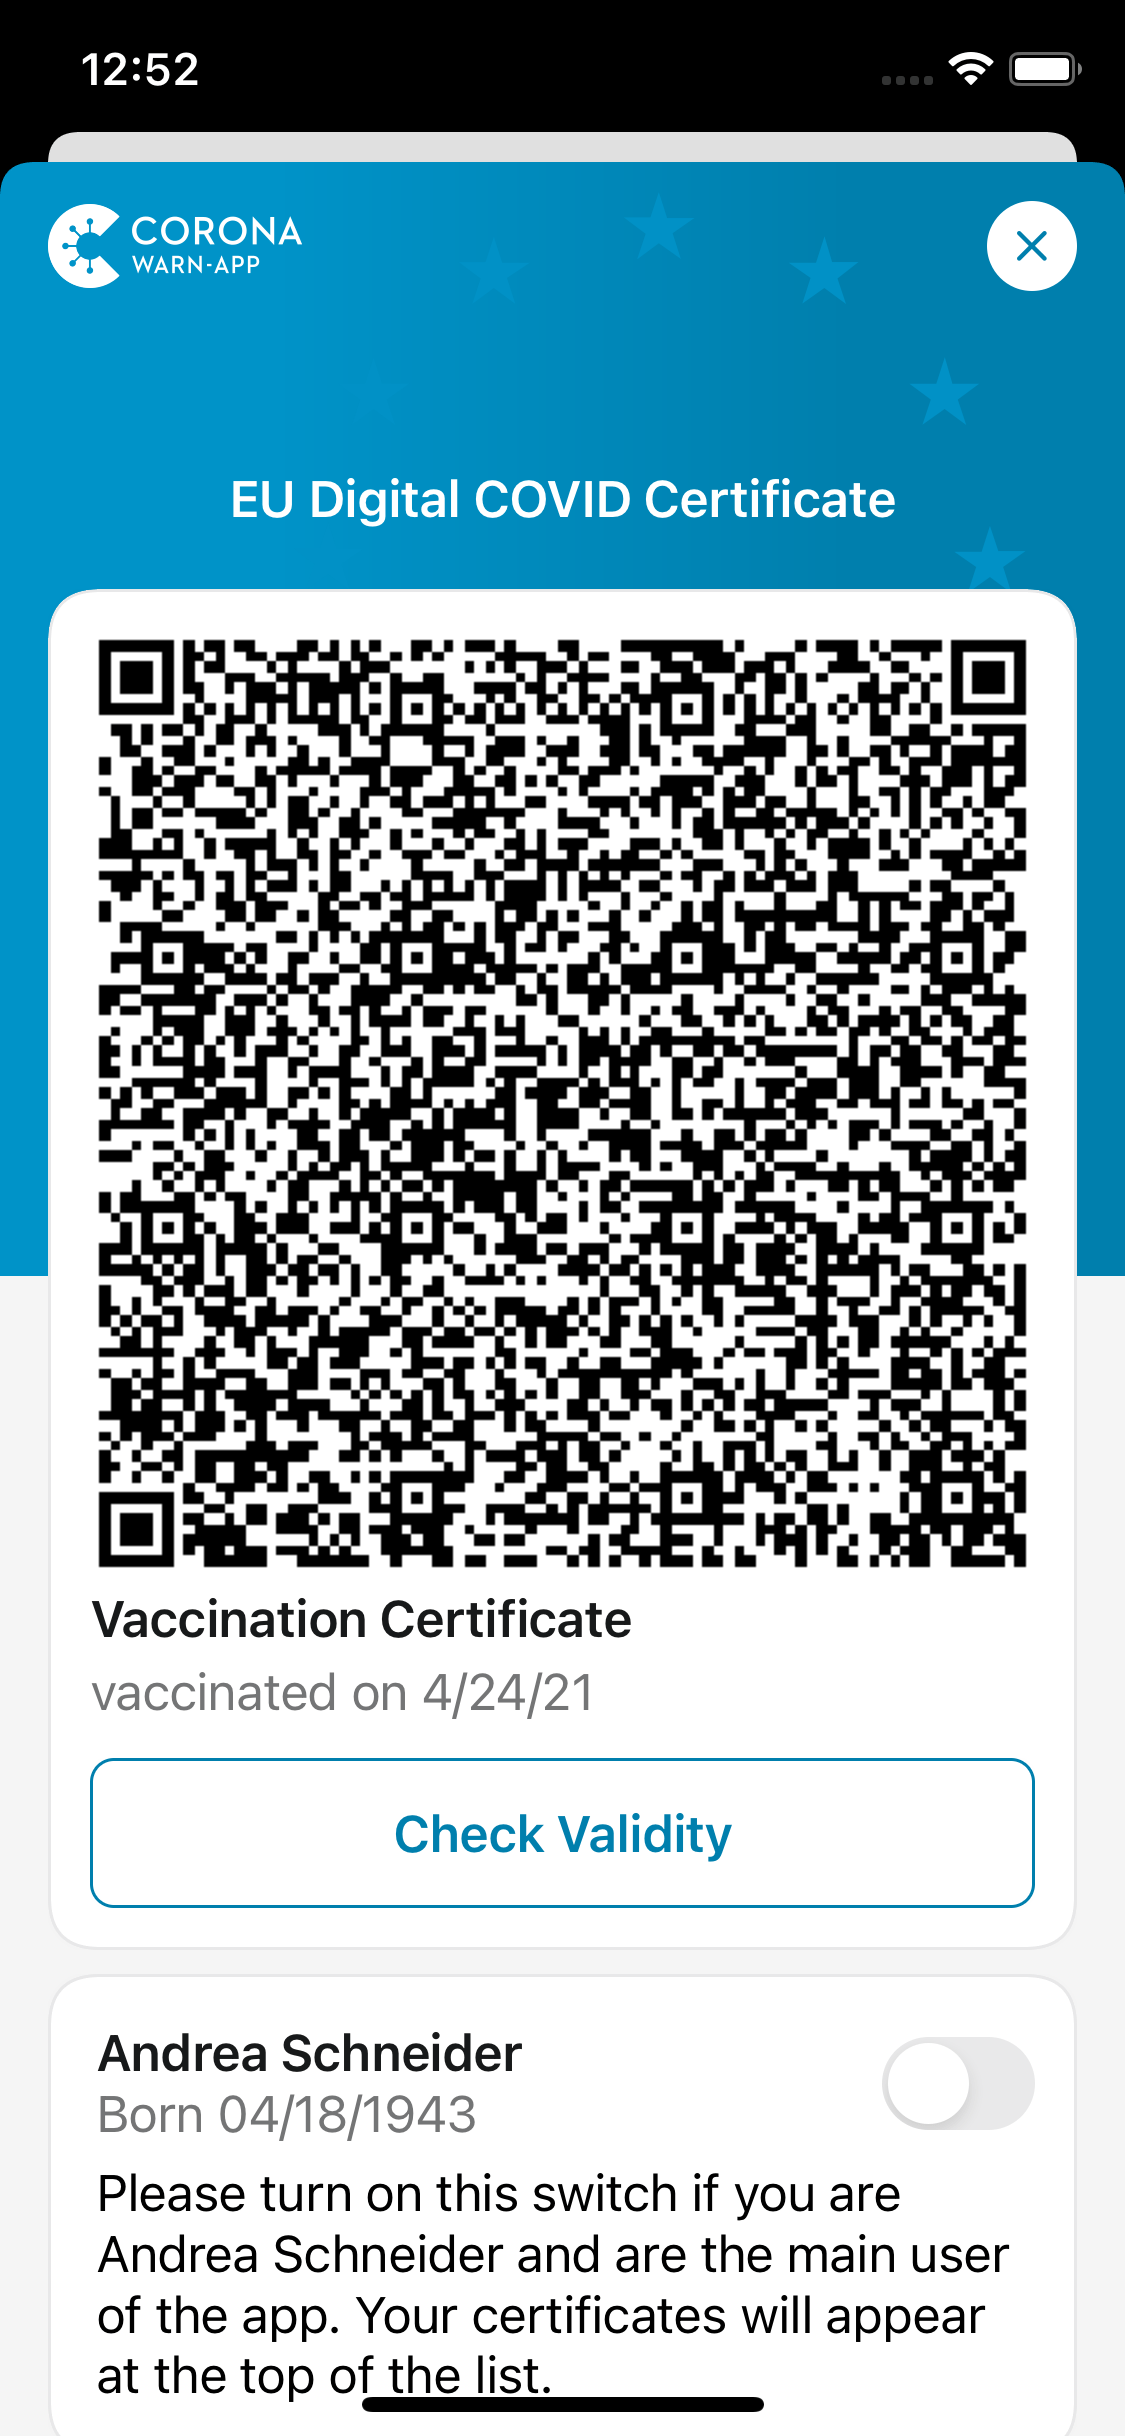 12:52
CORONA
WARN-APP
EU Digital COVID Certificate
Vaccination Certificate
vaccinated on 4/24/21
Check Validity
Andrea Schneider
Born 04/18/1943
Please turn on this switch if you are
Andrea Schneider and are the main user
of the app. Your certificates will appear
at the top of the list.